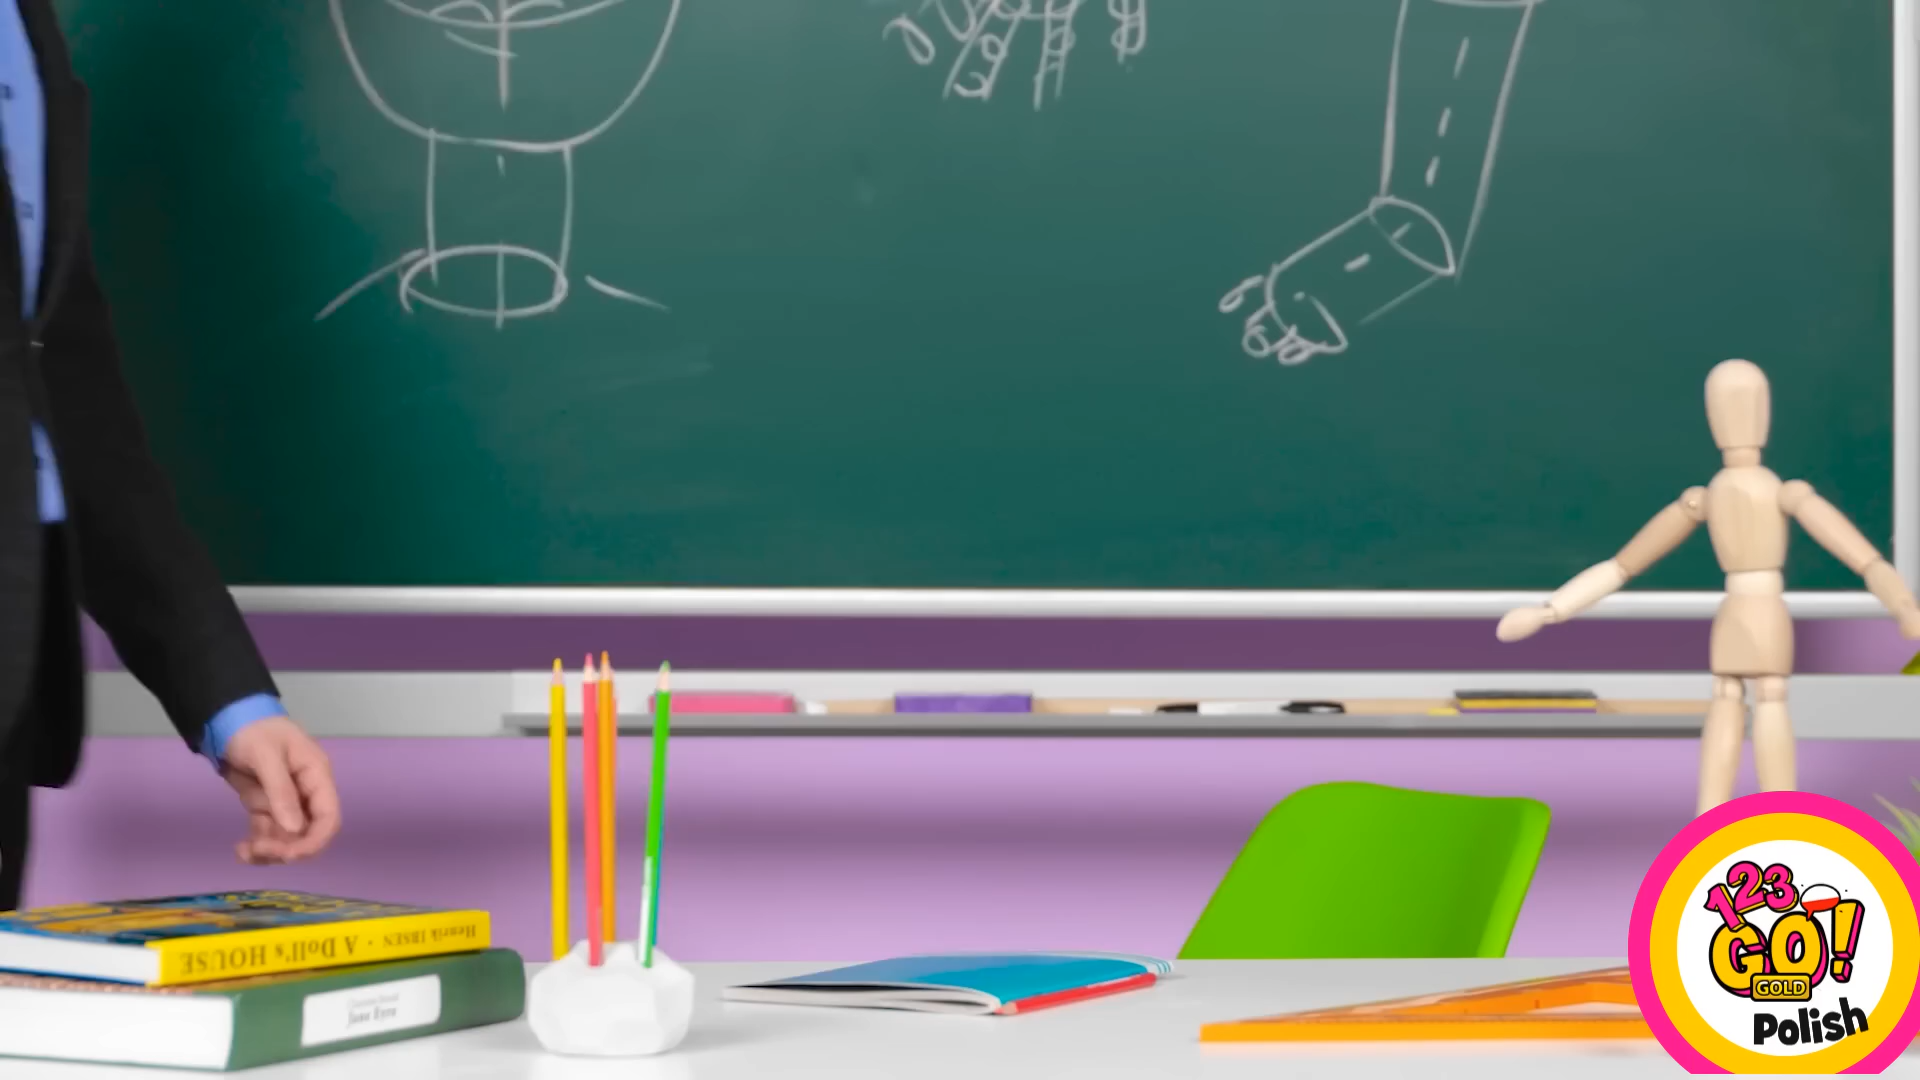 Henrik IBSEN · A Doll's HOUSE
Jane Eyre
123
GO!
GOLD
Polish